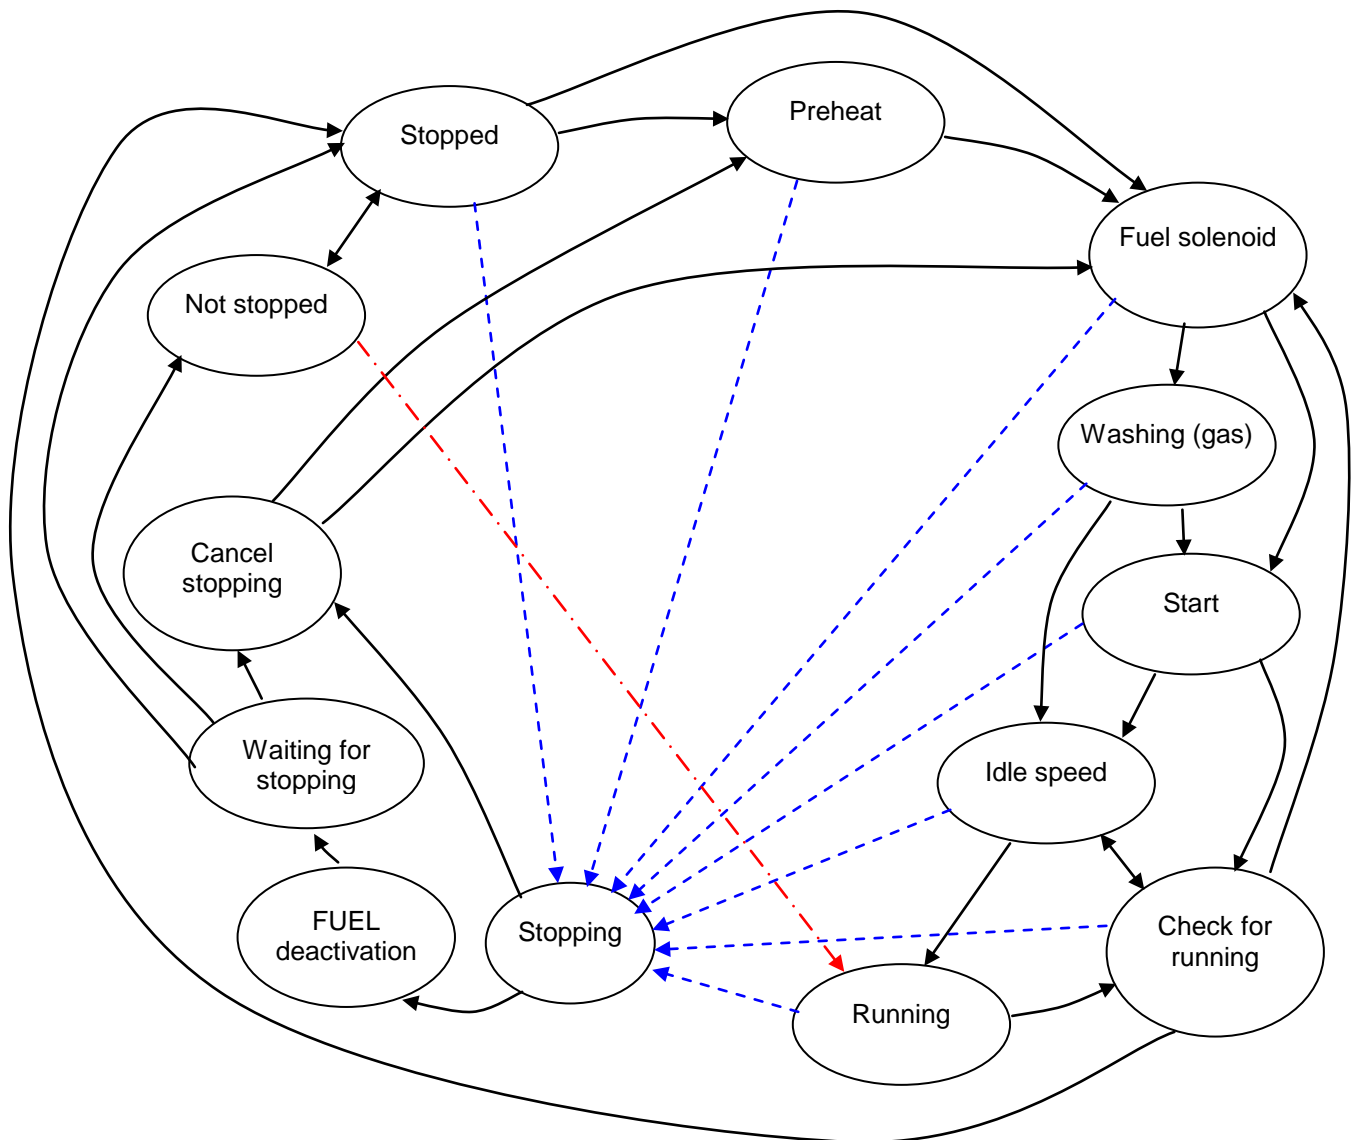 Preheat
Stopped
Fuel solenoid
Not stopped
Washing (gas)
Cancel
stopping
Start
Waiting for
stopping
Idle speed
FUEL
deactivation
Stopping
Check for
running
Running